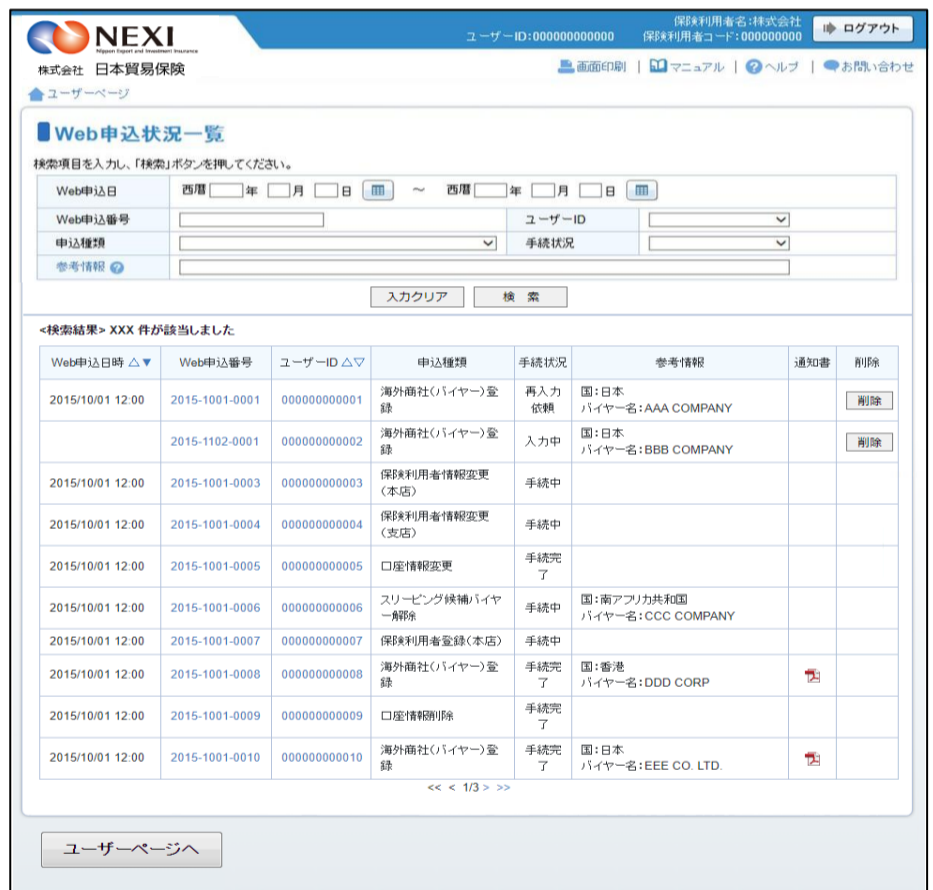 NEXI
Nippon Export and Investment Insurance
株式会社 日本貿易保険
ユーザーID:000000000000
保険利用者名:株式会社
保険利用者コード:000000000
ログアウト
画面印刷 | マニュアル | ヘルプ | お問い合わせ
ユーザーページ
Web申込状況一覧
検索項目を入力し、「検索」ボタンを押してください。
Web申込日 西暦 年 月 日 ～ 西暦 年 月 日
Web申込番号 ユーザーID
申込種類 手続状況
参考情報
入力クリア 検 索
<検索結果> XXX 件が該当しました
Web申込日時 △▼ Web申込番号 ユーザーID △▽ 申込種類 手続状況 参考情報 通知書 削除
2015/10/01 12:00 2015-1001-0001 000000000001 海外商社(バイヤー)登
録 再入力
依頼 国:日本
バイヤー名:AAA COMPANY 削除
2015-1102-0001 000000000002 海外商社(バイヤー)登
録 入力中 国:日本
バイヤー名:BBB COMPANY 削除
2015/10/01 12:00 2015-1001-0003 000000000003 保険利用者情報変更
(本店) 手続中
2015/10/01 12:00 2015-1001-0004 000000000004 保険利用者情報変更
(支店) 手続中
2015/10/01 12:00 2015-1001-0005 000000000005 口座情報変更 手続完
了
2015/10/01 12:00 2015-1001-0006 000000000006 スリーピング候補バイヤ
ー解除 手続中 国:南アフリカ共和国
バイヤー名:CCC COMPANY
2015/10/01 12:00 2015-1001-0007 000000000007 保険利用者登録(本店) 手続中
2015/10/01 12:00 2015-1001-0008 000000000008 海外商社(バイヤー)登
録 手続完
了 国:香港
バイヤー名:DDD CORP
2015/10/01 12:00 2015-1001-0009 000000000009 口座情報削除 手続完
了
2015/10/01 12:00 2015-1001-0010 000000000010 海外商社(バイヤー)登
録 手続完
了 国:日本
バイヤー名:EEE CO. LTD.
<< < 1/3 > >>
ユーザーページへ